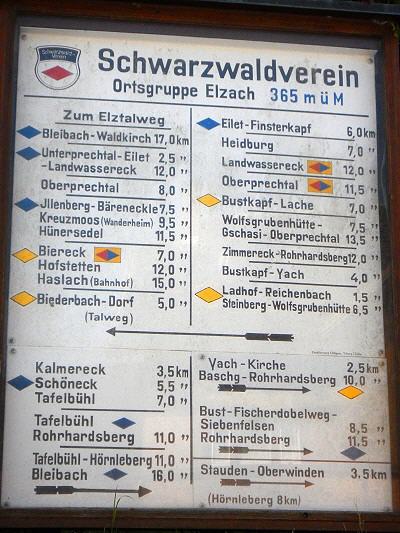 Schwarzwald-
Verein
Schwarzwaldverein
Ortsgruppe Elzach 365 m ü M
Zum Elztalweg
Bleibach-Waldkirch 17,0 km
Unterprechtal-Eilet 2,5 "
-Landwassereck 12,0 "
Oberprechtal 8,0 "
Jllenberg-Bäreneckle 7,5 "
Kreuzmoos (Wanderheim) 9,5 "
Hünersedel 11,5 "
Biereck 7,0 "
Hofstetten 12,0 "
Haslach (Bahnhof) 15,0 "
Biederbach-Dorf 5,0 "
(Talweg)
Eilet-Finsterkapf 6,0 km
Heidburg 7,0 "
Landwassereck 12,0 "
Oberprechtal 11,5 "
Bustkapf-Lache 7,0 "
Wolfsgrubenhütte- 7,5 "
Gschasi-Oberprechtal 13,5 "
Zimmereck-Rohrhardsberg 12,0 "
Bustkapf-Yach 4,0 "
Ladhof-Reichenbach 1,5 "
Steinberg-Wolfsgrubenhütte 6,5 "
Kalmereck 3,5 km
Schöneck 5,5 "
Tafelbühl 7,0 "
Tafelbühl
Rohrhardsberg 11,0 "
Tafelbühl-Hörnleberg 11,0 "
Bleibach 16,0 "
Yach-Kirche 2,5 km
Baschg-Rohrhardsberg 10,0 "
Bust-Fischerdobelweg-
Siebenfelsen 8,5 "
Rohrhardsberg 11,5 "
Stauden-Oberwinden 3,5 km
(Hörnleberg 8 km)